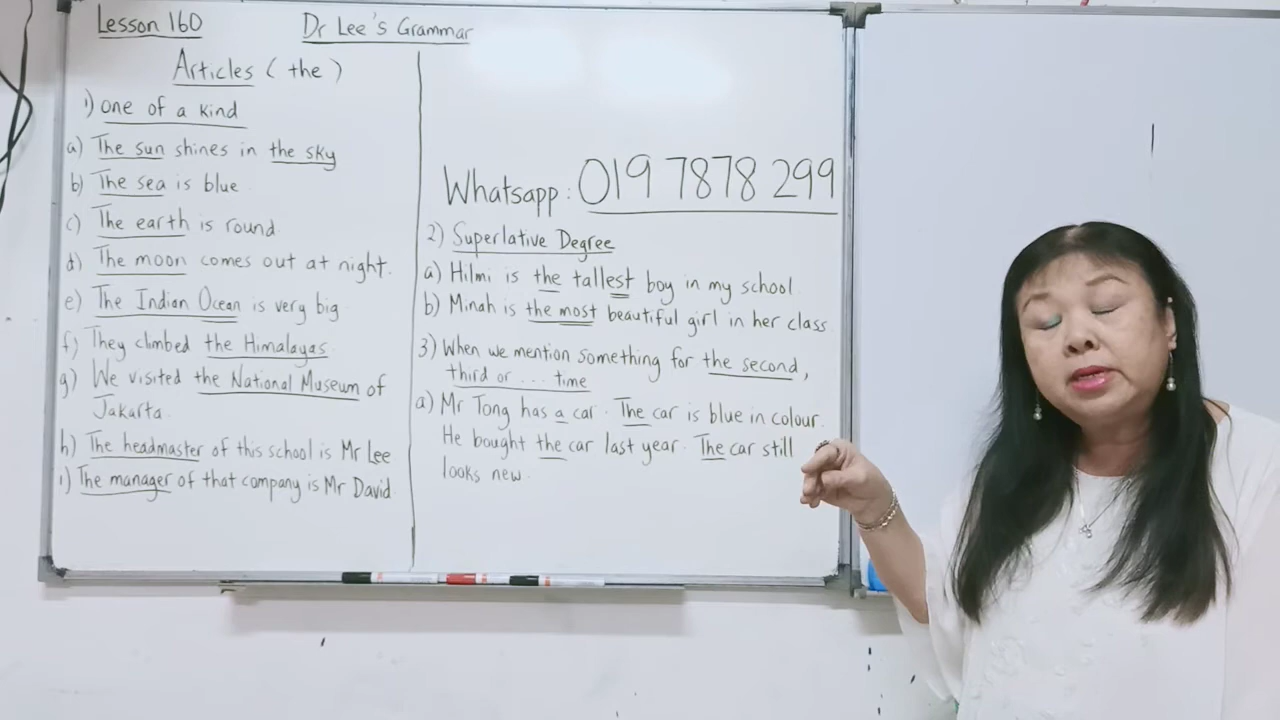 Lesson 160
Dr Lee's Grammar
Articles (the)
1) one of a kind
a) The sun shines in the sky
b) The sea is blue
c) The earth is round
d) The moon comes out at night.
e) The Indian Ocean is very big
f) They climbed the Himalayas.
g) We visited the National Museum of
Jakarta.
h) The headmaster of this school is Mr Lee
i) The manager of that company is Mr David
Whatsapp: 019 7878 299
2) Superlative Degree
a) Hilmi is the tallest boy in my school
b) Minah is the most beautiful girl in her class
3) When we mention something for the second,
third or ... time
a) Mr Tong has a car. The car is blue in colour.
He bought the car last year. The car still
looks new.